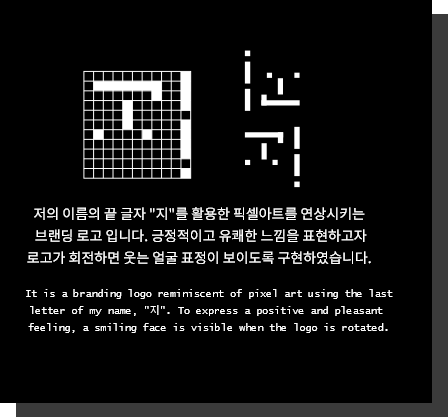 저의 이름의 끝 글자 "지"를 활용한 픽셀아트를 연상시키는
브랜딩 로고 입니다. 긍정적이고 유쾌한 느낌을 표현하고자
로고가 회전하면 웃는 얼굴 표정이 보이도록 구현하였습니다.
It is a branding logo reminiscent of pixel art using the last
letter of my name, "지". To express a positive and pleasant
feeling, a smiling face is visible when the logo is rotated.